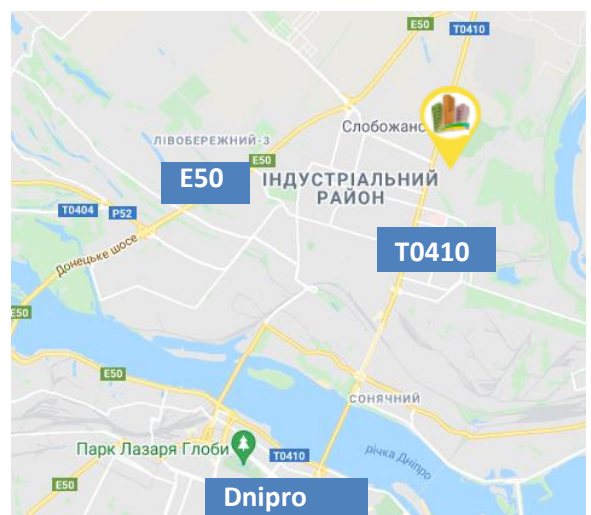 E50
T0410
Слобожанс
ЛІВОБЕРЕЖНИЙ-3
E50
E50
ІНДУСТРІАЛЬНИЙ
РАЙОН
T0404
P52
T0410
Донецьке шосе
E50
E50
СОНЯЧНИЙ
Парк Лазаря Глоби
T0410
річка Дніпро
E50
Dnipro